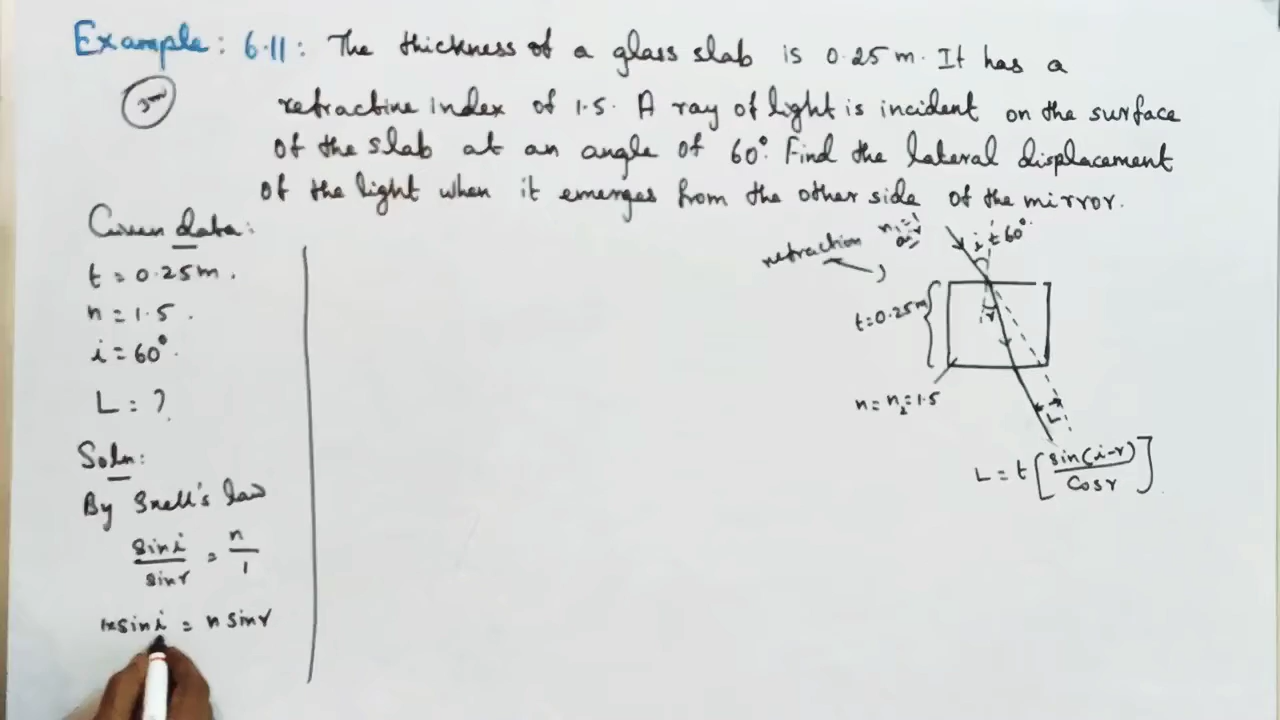 Example: 6.11: The thickness of a glass slab is 0.25 m. It has a
refractive index of 1.5. A ray of light is incident on the surface
of the slab at an angle of 60°. Find the lateral displacement
of the light when it emerges from the other side of the mirror.
Given data:
t = 0.25m.
n = 1.5.
i = 60°.
L = ?
Soln:
By Snell's law
sin i / sin r = n / 1
1×sin i = n sin r
refraction
n₁=1
air
i = 60°
r
t=0.25m
n = n₂ = 1.5
L
L = t [sin(i-r) / cos r]